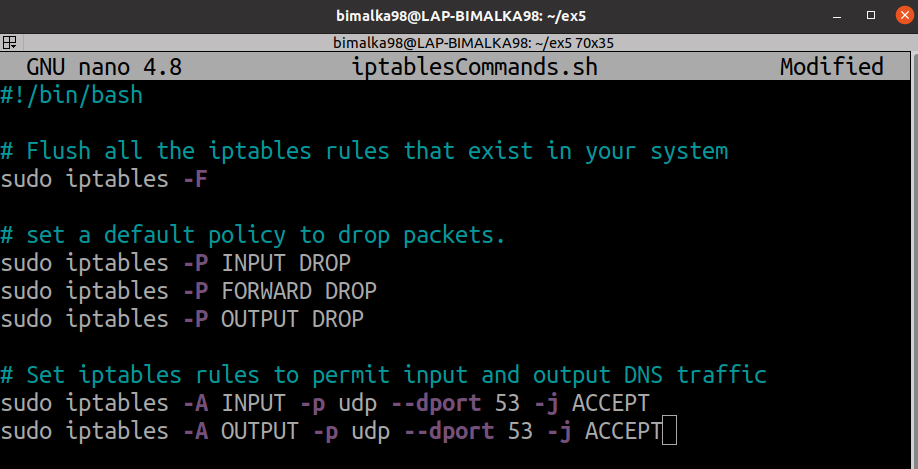 bimalka98@LAP-BIMALKA98: ~/ex5
bimalka98@LAP-BIMALKA98: ~/ex5 70x35
GNU nano 4.8 iptablesCommands.sh Modified
#!/bin/bash
# Flush all the iptables rules that exist in your system
sudo iptables -F
# set a default policy to drop packets.
sudo iptables -P INPUT DROP
sudo iptables -P FORWARD DROP
sudo iptables -P OUTPUT DROP
# Set iptables rules to permit input and output DNS traffic
sudo iptables -A INPUT -p udp --dport 53 -j ACCEPT
sudo iptables -A OUTPUT -p udp --dport 53 -j ACCEPT